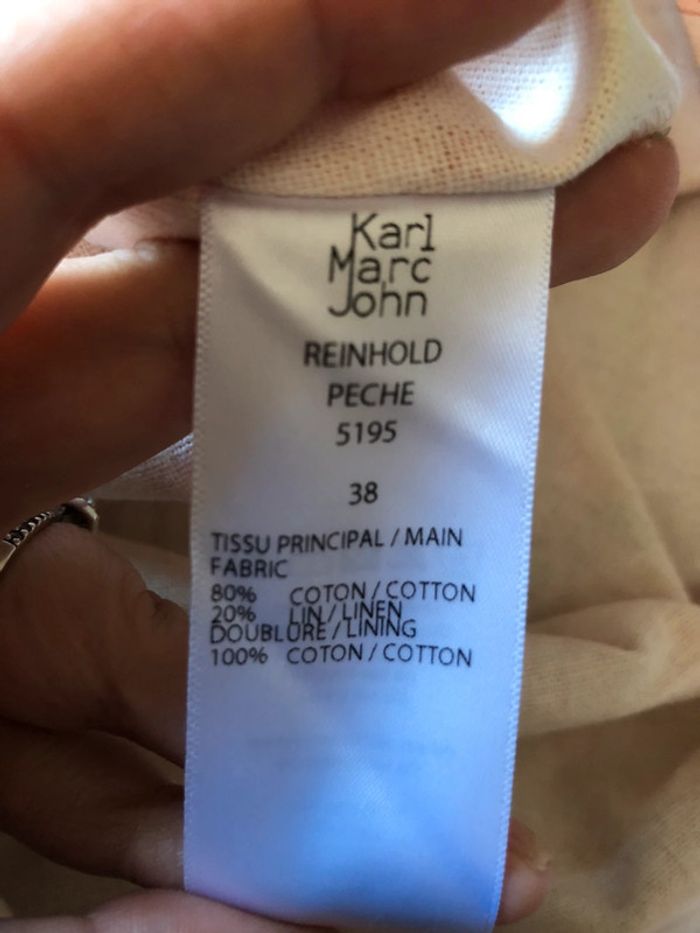 Karl
Marc
John
REINHOLD
PECHE
5195
38
TISSU PRINCIPAL / MAIN
FABRIC
80% COTON / COTTON
20% LIN / LINEN
DOUBLURE / LINING
100% COTON / COTTON